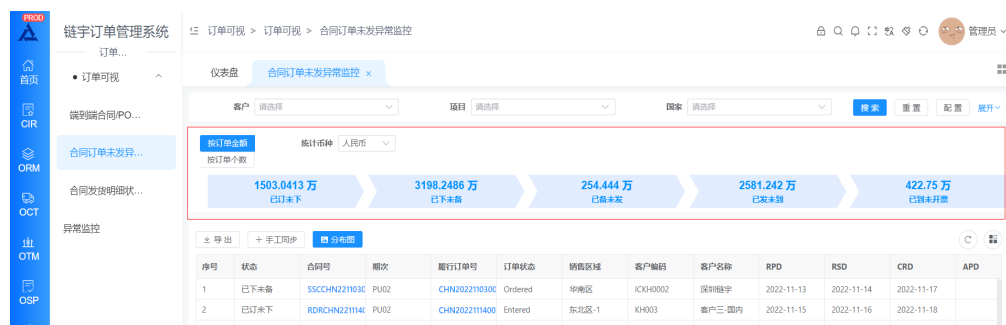 PROD
链宇订单管理系统
订单可视 > 订单可视 > 合同订单未发异常监控
管理员
订单...
首页
订单可视
仪表盘
合同订单未发异常监控 ×
CIR
端到端合同/PO...
客户 请选择
项目 请选择
国家 请选择
搜索
重置
配置
展开
ORM
合同订单未发异...
按订单金额
统计币种 人民币
按订单个数
OCT
合同发货明细状...
1503.0413 万
已订未下
3198.2486 万
已下未备
254.444 万
已备未发
2581.242 万
已发未到
422.75 万
已到未开票
OTM
异常监控
导出
+ 手工同步
分布图
OSP
序号 状态 合同号 期次 履行订单号 订单状态 销售区域 客户编码 客户名称 RPD RSD CRD APD
1 已下未备 SSCCHN221103C PU02 CHN2022110300 Ordered 华南区 ICKH0002 深圳链宇 2022-11-13 2022-11-14 2022-11-17
2 已订未下 RDRCHN221114C PU02 CHN2022111400 Entered 东北区-1 KH003 客户三-国内 2022-11-15 2022-11-16 2022-11-18